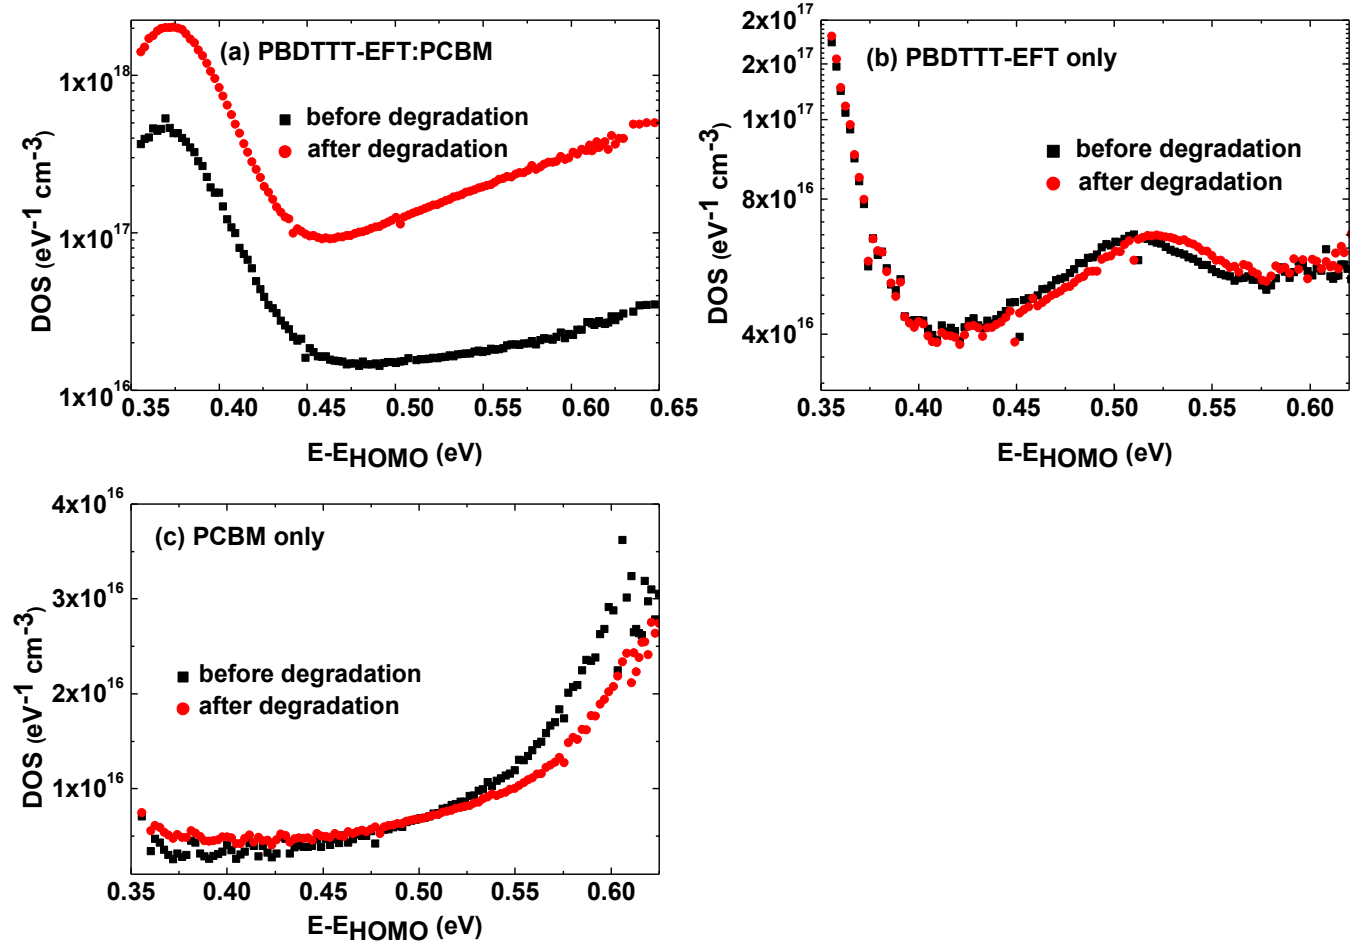 (a) PBDTTT-EFT:PCBM
before degradation
after degradation
1x10^18
1x10^17
1x10^16
DOS (eV^-1 cm^-3)
0.35 0.40 0.45 0.50 0.55 0.60 0.65
E-E_HOMO (eV)
(b) PBDTTT-EFT only
before degradation
after degradation
2x10^17
2x10^17
1x10^17
8x10^16
4x10^16
DOS (eV^-1 cm^-3)
0.35 0.40 0.45 0.50 0.55 0.60
E-E_HOMO (eV)
(c) PCBM only
before degradation
after degradation
4x10^16
3x10^16
2x10^16
1x10^16
DOS (eV^-1 cm^-3)
0.35 0.40 0.45 0.50 0.55 0.60
E-E_HOMO (eV)